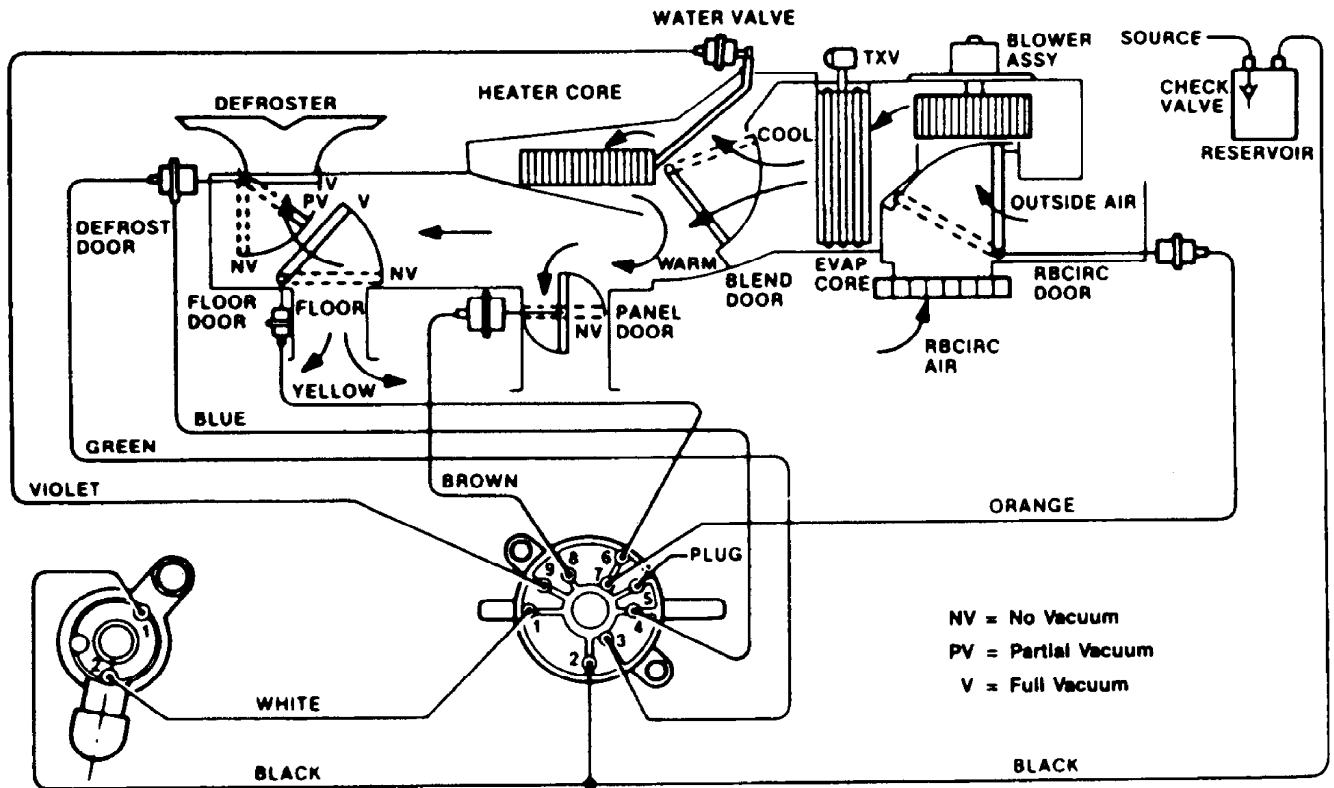 WATER VALVE
TXV
BLOWER
ASSY
SOURCE
CHECK
VALVE
RESERVOIR
HEATER CORE
DEFROSTER
COOL
OUTSIDE AIR
V
PV
V
DEFROST
DOOR
NV
NV
FLOOR
DOOR
FLOOR
WARM
BLEND
DOOR
EVAP
CORE
RBCIRC
DOOR
NV
PANEL
DOOR
RBCIRC
AIR
YELLOW
BLUE
GREEN
BROWN
VIOLET
ORANGE
PLUG
1
2
9
8
7
6
5
4
3
2
1
NV = No Vacuum
PV = Partial Vacuum
V = Full Vacuum
WHITE
BLACK
BLACK